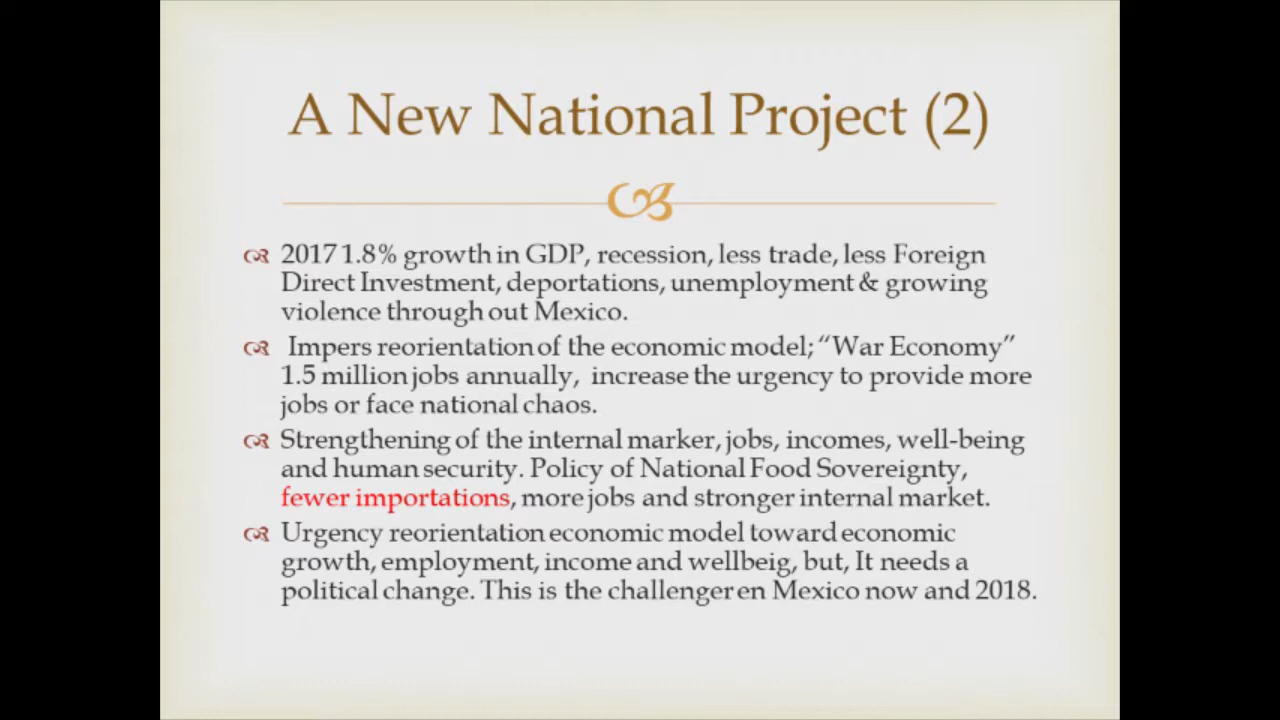 A New National Project (2)
2017 1.8% growth in GDP, recession, less trade, less Foreign
Direct Investment, deportations, unemployment & growing
violence through out Mexico.
Impers reorientation of the economic model; “War Economy”
1.5 million jobs annually, increase the urgency to provide more
jobs or face national chaos.
Strengthening of the internal marker, jobs, incomes, well-being
and human security. Policy of National Food Sovereignty,
fewer importations, more jobs and stronger internal market.
Urgency reorientation economic model toward economic
growth, employment, income and wellbeig, but, It needs a
political change. This is the challenger en Mexico now and 2018.